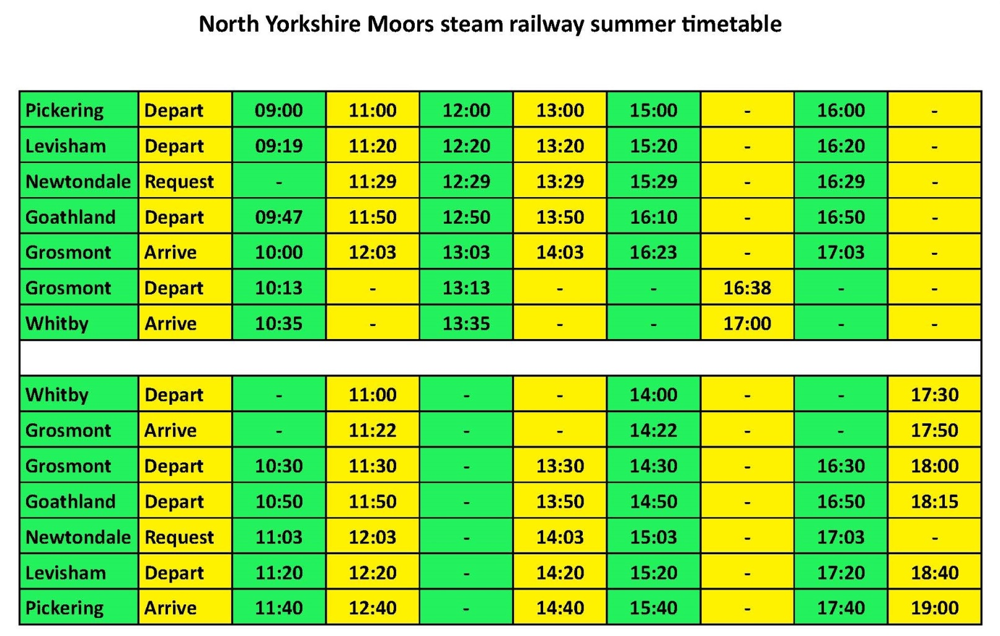 North Yorkshire Moors steam railway summer timetable
Pickering Depart 09:00 11:00 12:00 13:00 15:00 - 16:00 -
Levisham Depart 09:19 11:20 12:20 13:20 15:20 - 16:20 -
Newtondale Request - 11:29 12:29 13:29 15:29 - 16:29 -
Goathland Depart 09:47 11:50 12:50 13:50 16:10 - 16:50 -
Grosmont Arrive 10:00 12:03 13:03 14:03 16:23 - 17:03 -
Grosmont Depart 10:13 - 13:13 - - 16:38 - -
Whitby Arrive 10:35 - 13:35 - - 17:00 - -
Whitby Depart - 11:00 - - 14:00 - - 17:30
Grosmont Arrive - 11:22 - - 14:22 - - 17:50
Grosmont Depart 10:30 11:30 - 13:30 14:30 - 16:30 18:00
Goathland Depart 10:50 11:50 - 13:50 14:50 - 16:50 18:15
Newtondale Request 11:03 12:03 - 14:03 15:03 - 17:03 -
Levisham Depart 11:20 12:20 - 14:20 15:20 - 17:20 18:40
Pickering Arrive 11:40 12:40 - 14:40 15:40 - 17:40 19:00